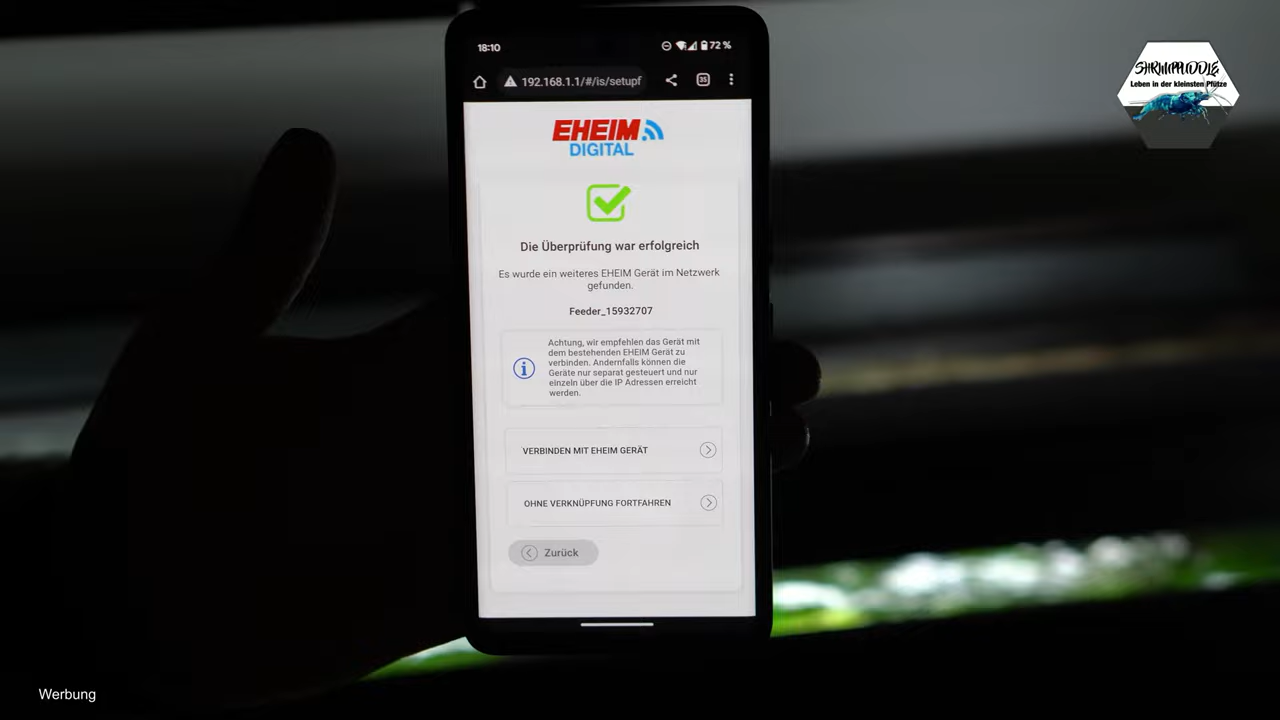 18:10
72 %
192.168.1.1/#/is/setupf
35
SHRIMPPUDDLE
Leben in der kleinsten Pfütze
EHEIM
DIGITAL
Die Überprüfung war erfolgreich
Es wurde ein weiteres EHEIM Gerät im Netzwerk
gefunden.
Feeder_15932707
Achtung, wir empfehlen das Gerät mit
dem bestehenden EHEIM Gerät zu
verbinden. Andernfalls können die
Geräte nur separat gesteuert und nur
einzeln über die IP Adressen erreicht
werden.
VERBINDEN MIT EHEIM GERÄT
OHNE VERKNÜPFUNG FORTFAHREN
Zurück
Werbung